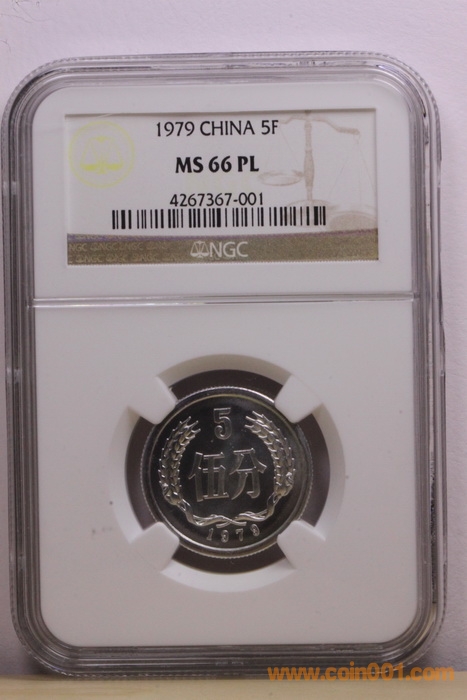 1979 CHINA 5F
MS 66 PL
4267367-001
NGC
5
伍分
1979
www.coin001.com